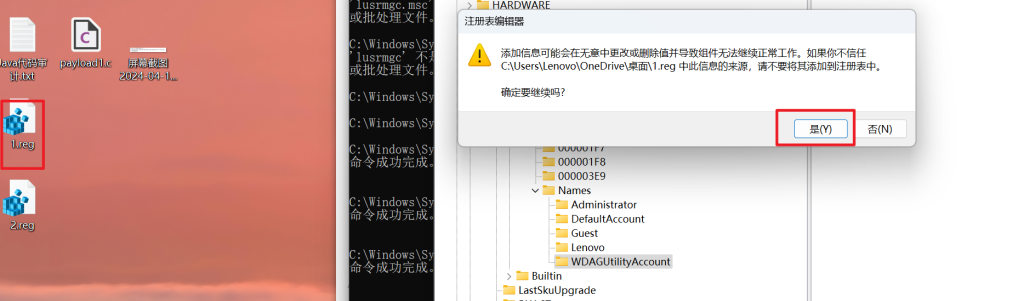 Java代码审
计.txt
payload1.c
屏幕截图
2024-04-1...
1.reg
2.reg
'lusrmgc.msc'
或批处理文件。
C:\Windows\Sy
'lusrmgc' 不是
或批处理文件。
C:\Windows\Sy
C:\Windows\Sy
C:\Windows\Sy
命令成功完成。
C:\Windows\Sy
命令成功完成。
C:\Windows\Sy
命令成功完成。
HARDWARE
注册表编辑器
添加信息可能会在无意中更改或删除值并导致组件无法继续正常工作。如果你不信任
C:\Users\Lenovo\OneDrive\桌面\1.reg 中此信息的来源，请不要将其添加到注册表中。
确定要继续吗?
是(Y)
否(N)
000001F7
000001F8
000003E9
Names
Administrator
DefaultAccount
Guest
Lenovo
WDAGUtilityAccount
Builtin
LastSkuUpgrade